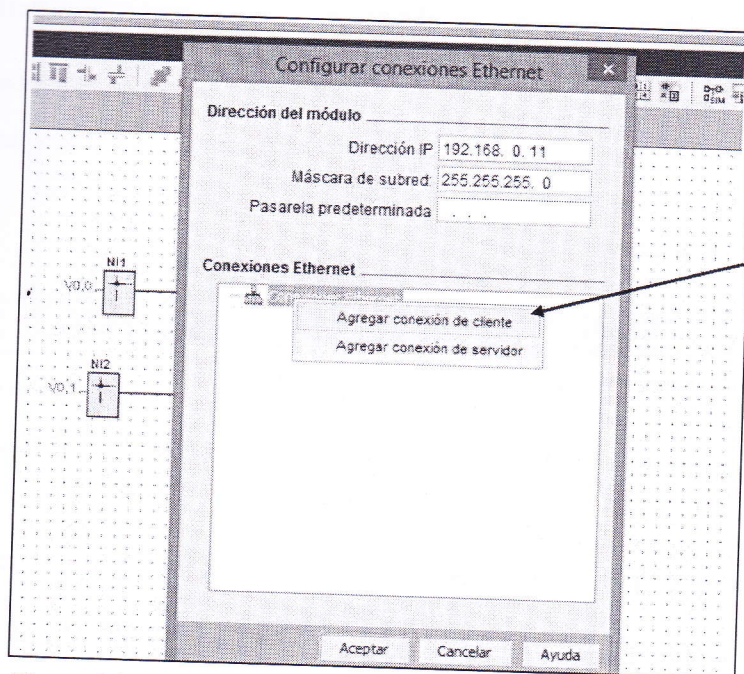 Configurar conexiones Ethernet
Dirección del módulo
Dirección IP 192.168. 0. 11
Máscara de subred: 255.255.255. 0
Pasarela predeterminada . . .
Conexiones Ethernet
Agregar conexión de cliente
Agregar conexión de servidor
NI1
V0,0
NI2
V0,1
SIM
Aceptar Cancelar Ayuda